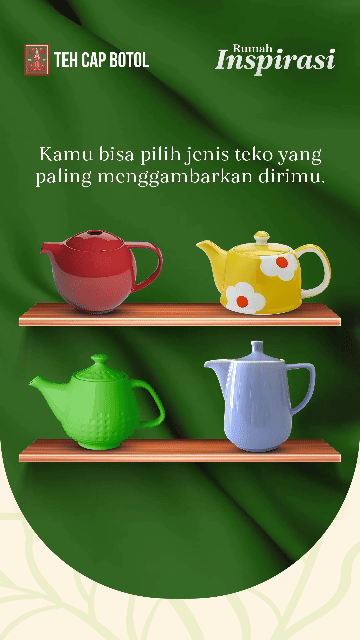 TEH CAP BOTOL
Rumah
Inspirasi
Kamu bisa pilih jenis teko yang
paling menggambarkan dirimu.